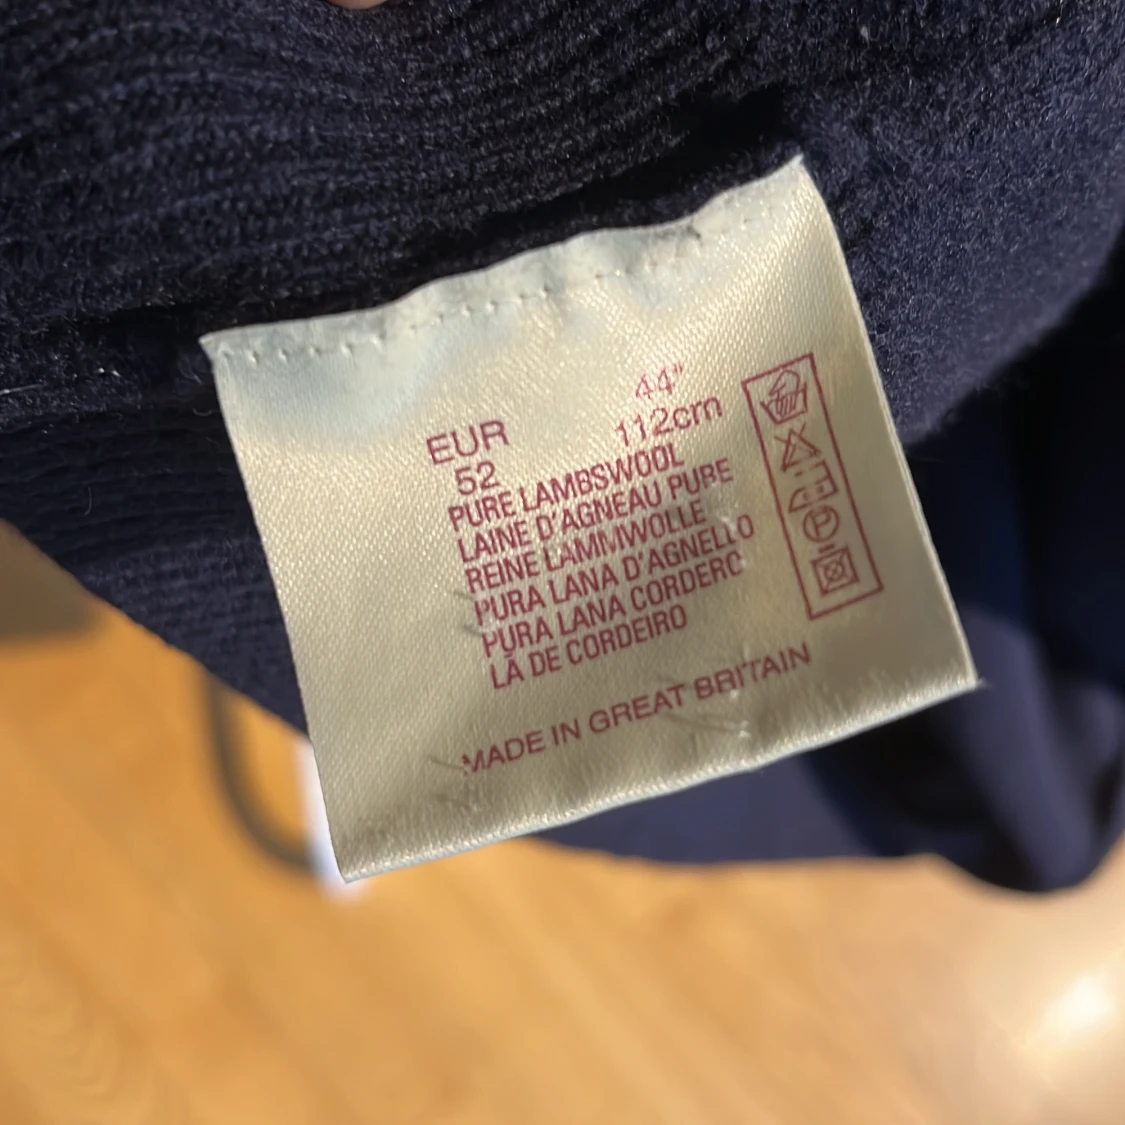 44"
EUR 112cm
52
PURE LAMBSWOOL
LAINE D'AGNEAU PURE
REINE LAMMWOLLE
PURA LANA D'AGNELLO
PURA LANA CORDERO
LÃ DE CORDEIRO
MADE IN GREAT BRITAIN
P